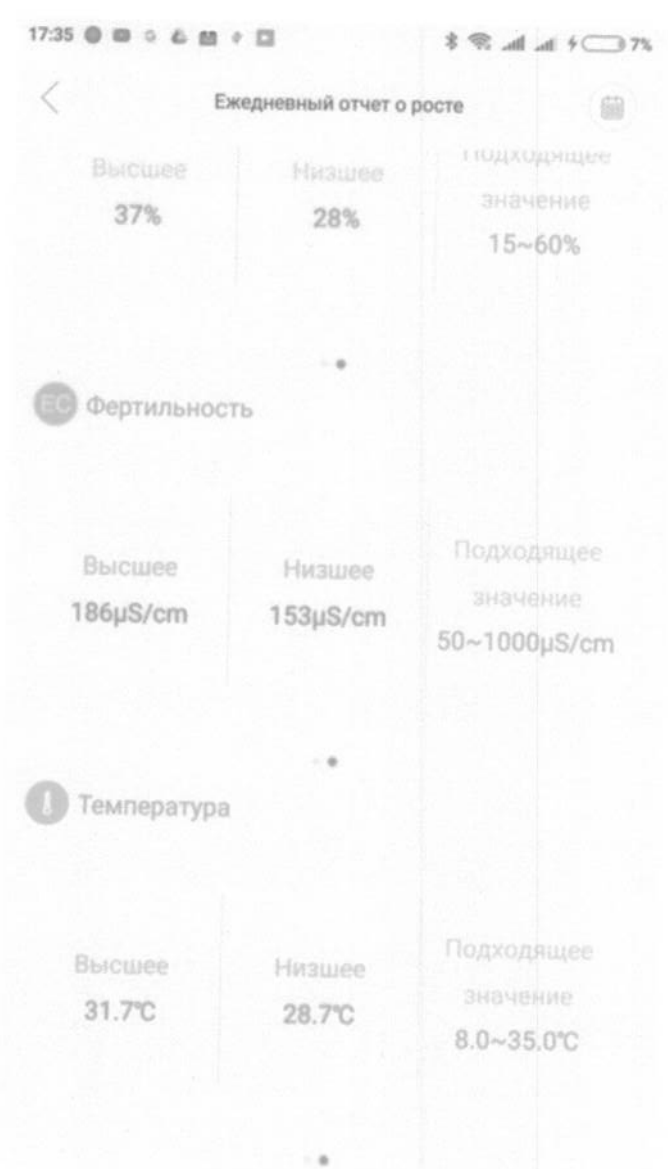 17:35
7%
Ежедневный отчет о росте
Высшее Низшее Подходящее
значение
37% 28% 15~60%
EC Фертильность
Высшее Низшее Подходящее
значение
186µS/cm 153µS/cm 50~1000µS/cm
Температура
Высшее Низшее Подходящее
значение
31.7℃ 28.7℃ 8.0~35.0℃